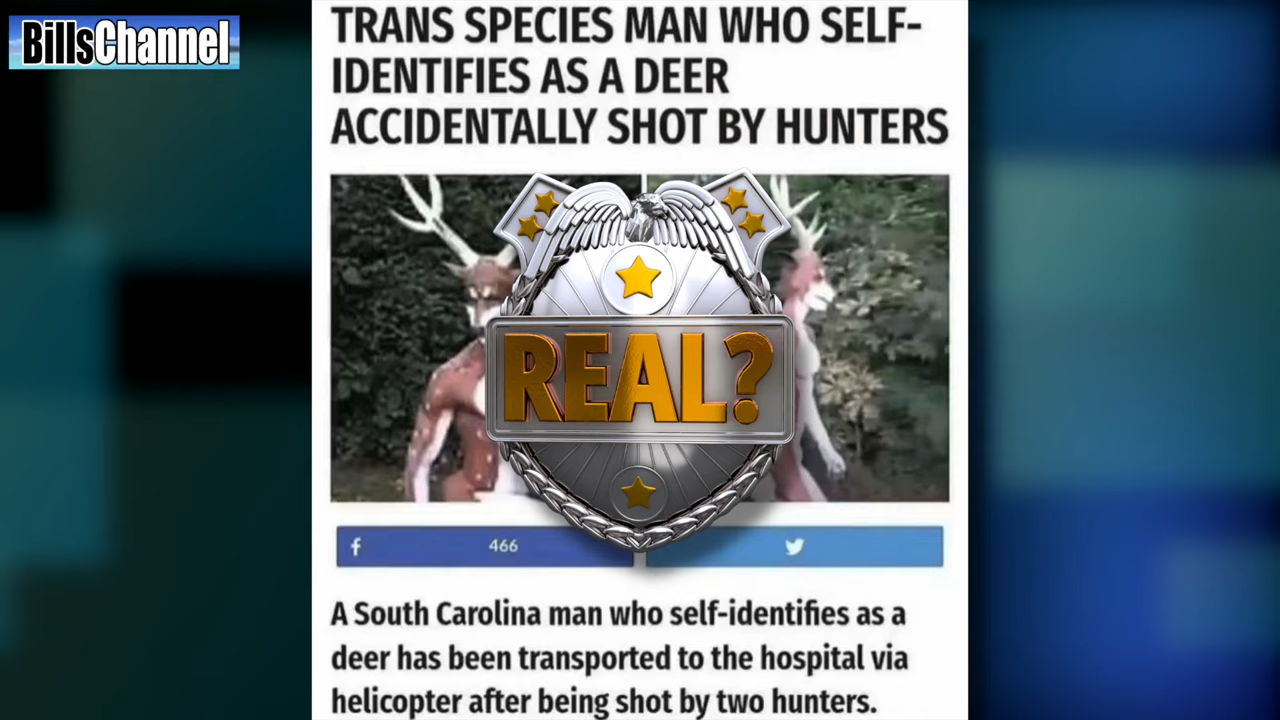 BillsChannel
TRANS SPECIES MAN WHO SELF-
IDENTIFIES AS A DEER
ACCIDENTALLY SHOT BY HUNTERS
REAL?
f 466
A South Carolina man who self-identifies as a
deer has been transported to the hospital via
helicopter after being shot by two hunters.